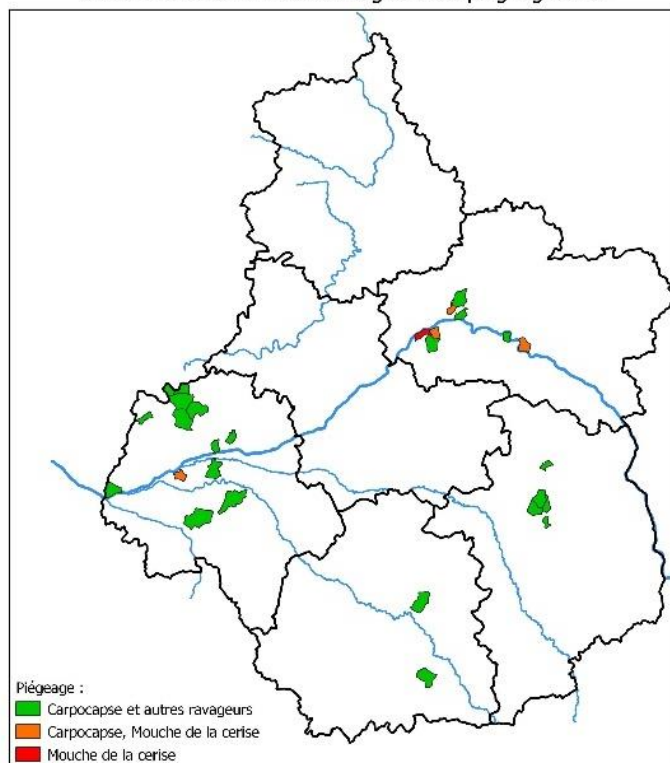 Piégeage :
Carpocapse et autres ravageurs
Carpocapse, Mouche de la cerise
Mouche de la cerise